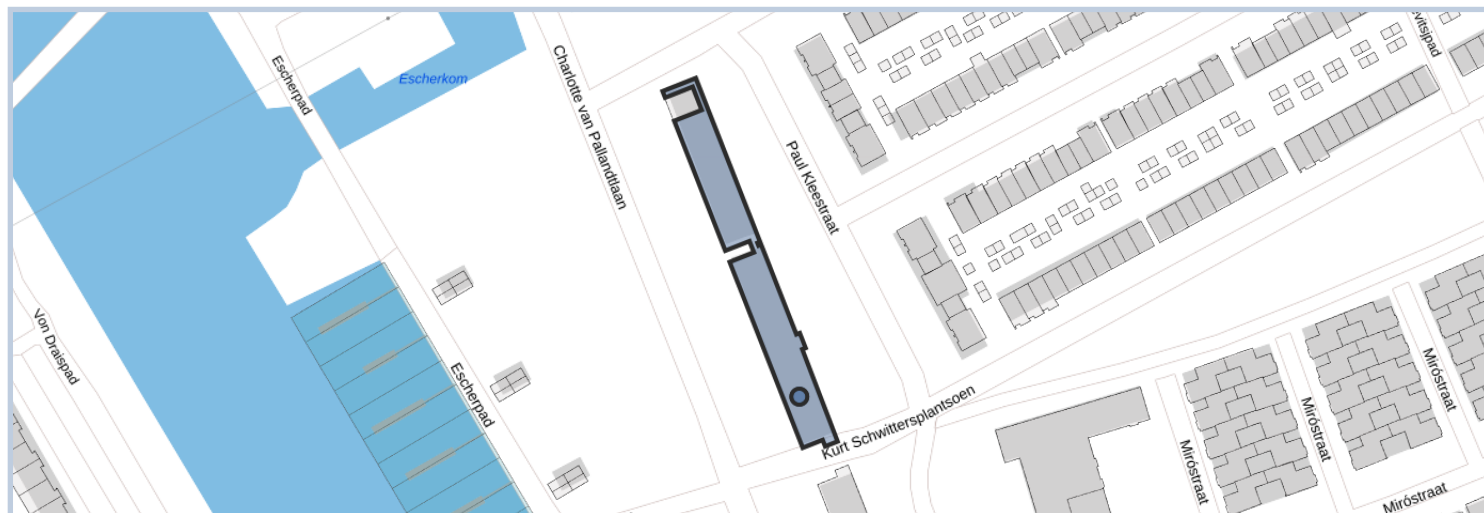 Escherkom
Escherpad
Charlotte van Pallandtlaan
Paul Kleestraat
Von Draispad
Escherpad
Kurt Schwittersplantsoen
Miróstraat
Miróstraat
Miróstraat
Miróstraat